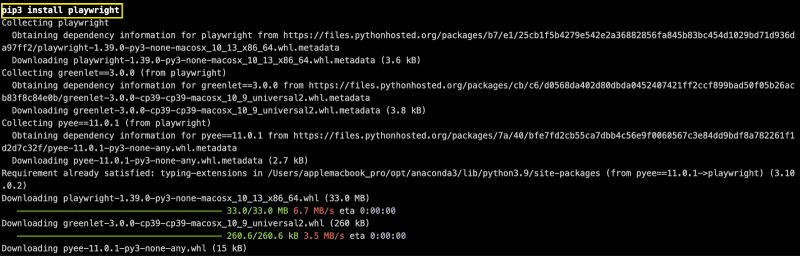 pip3 install playwright
Collecting playwright
  Obtaining dependency information for playwright from https://files.pythonhosted.org/packages/b7/e1/25cb1f5b4279e542e2a36882856fa845b83bc454d1029bd71d936d
a97ff2/playwright-1.39.0-py3-none-macosx_10_13_x86_64.whl.metadata
  Downloading playwright-1.39.0-py3-none-macosx_10_13_x86_64.whl.metadata (3.6 kB)
Collecting greenlet==3.0.0 (from playwright)
  Obtaining dependency information for greenlet==3.0.0 from https://files.pythonhosted.org/packages/cb/c6/d0568da402d80dbda0452407421ff2ccf899bad50f05b26ac
b83f8c84e0b/greenlet-3.0.0-cp39-cp39-macosx_10_9_universal2.whl.metadata
  Downloading greenlet-3.0.0-cp39-cp39-macosx_10_9_universal2.whl.metadata (3.8 kB)
Collecting pyee==11.0.1 (from playwright)
  Obtaining dependency information for pyee==11.0.1 from https://files.pythonhosted.org/packages/7a/40/bfe7fd2cb55ca7dbb4c56e9f0060567c3e84dd9bdf8a782261f1
d2d7c32f/pyee-11.0.1-py3-none-any.whl.metadata
  Downloading pyee-11.0.1-py3-none-any.whl.metadata (2.7 kB)
Requirement already satisfied: typing-extensions in /Users/applemacbook_pro/opt/anaconda3/lib/python3.9/site-packages (from pyee==11.0.1->playwright) (3.10
.0.2)
Downloading playwright-1.39.0-py3-none-macosx_10_13_x86_64.whl (33.0 MB)
33.0/33.0 MB 6.7 MB/s eta 0:00:00
Downloading greenlet-3.0.0-cp39-cp39-macosx_10_9_universal2.whl (260 kB)
260.6/260.6 kB 3.5 MB/s eta 0:00:00
Downloading pyee-11.0.1-py3-none-any.whl (15 kB)